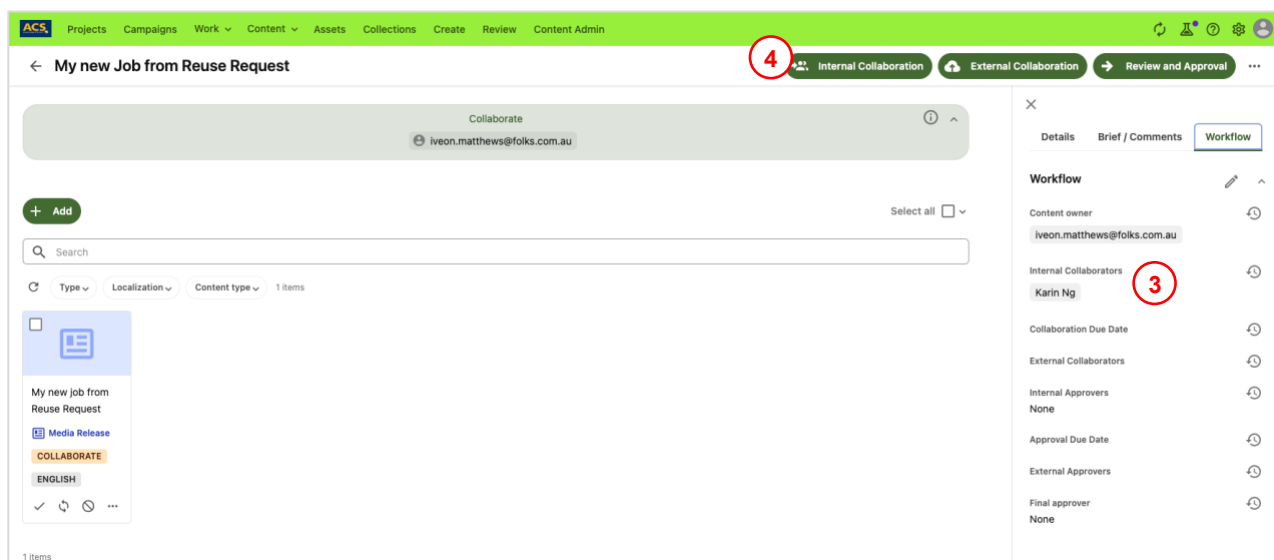 ACS Projects Campaigns Work Content Assets Collections Create Review Content Admin
My new Job from Reuse Request
4 Internal Collaboration External Collaboration Review and Approval
Collaborate
iveon.matthews@folks.com.au
+ Add
Select all
Search
Type Localization Content type 1 items
My new job from
Reuse Request
Media Release
COLLABORATE
ENGLISH
1 items
Details Brief / Comments Workflow
Workflow
Content owner
iveon.matthews@folks.com.au
Internal Collaborators
Karin Ng
3
Collaboration Due Date
External Collaborators
Internal Approvers
None
Approval Due Date
External Approvers
Final approver
None